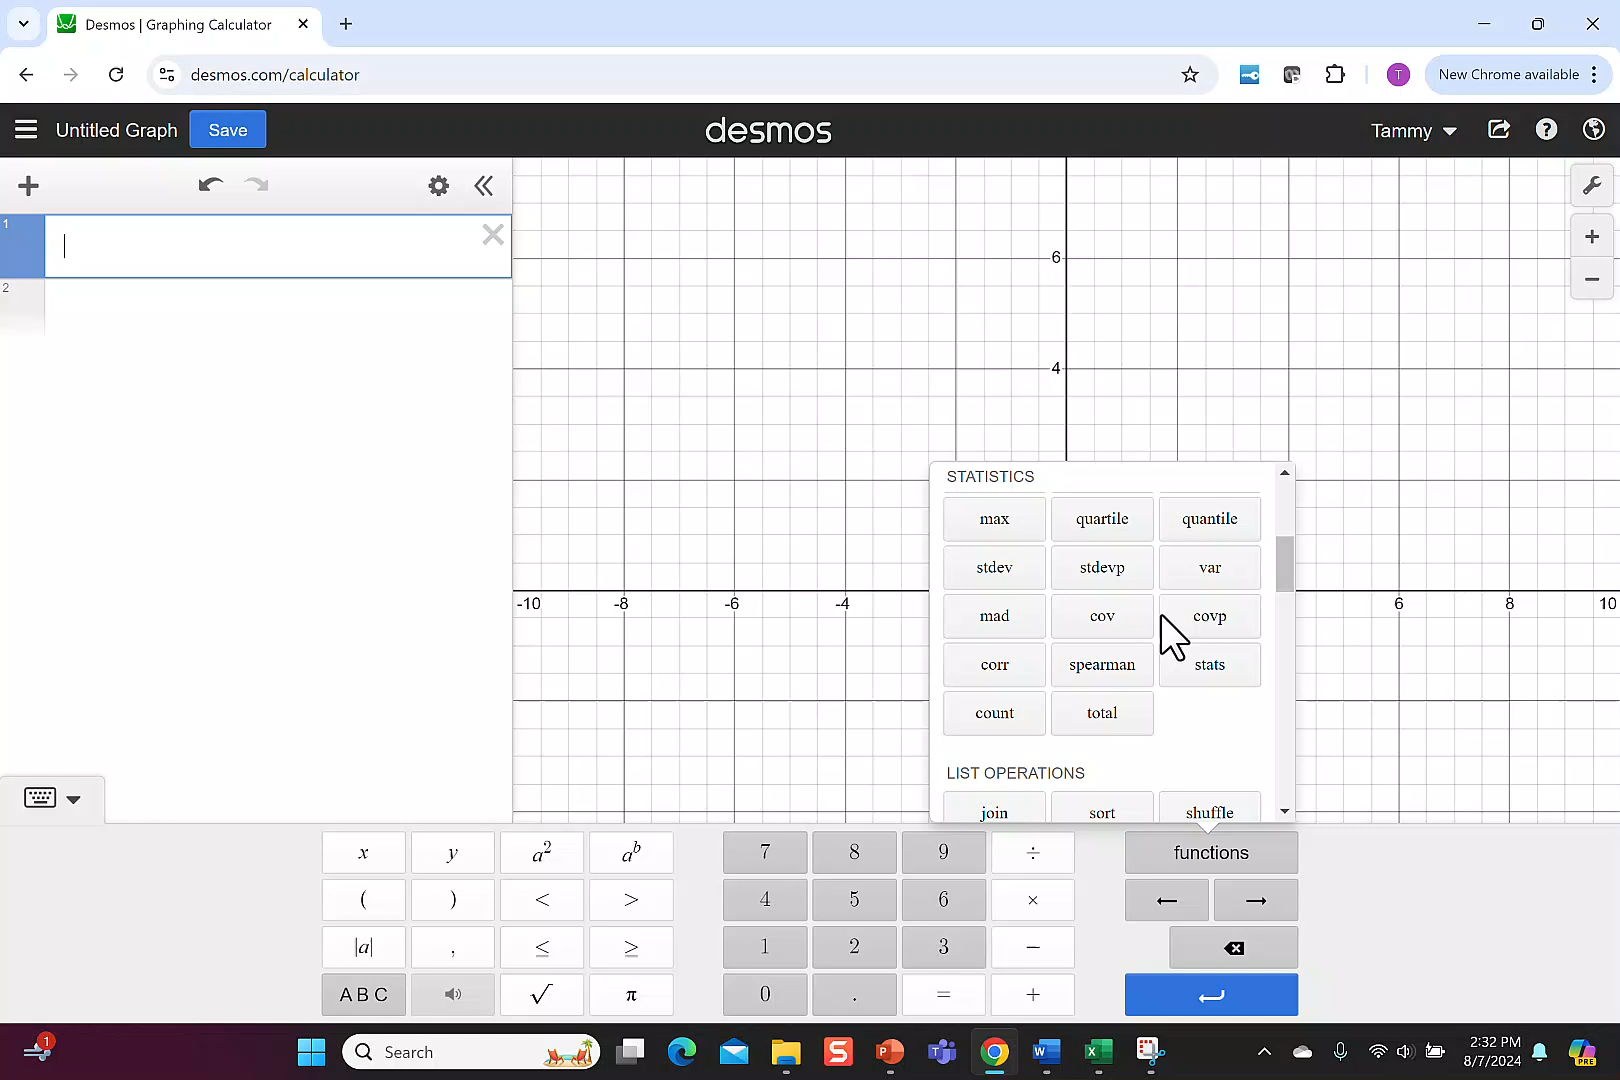 Desmos | Graphing Calculator
desmos.com/calculator
T
New Chrome available
Untitled Graph
Save
desmos
Tammy
1
2
6
4
-10 -8 -6 -4 6 8 10
STATISTICS
max quartile quantile
stdev stdevp var
mad cov covp
corr spearman stats
count total
LIST OPERATIONS
join sort shuffle
x y a² aᵇ 7 8 9 ÷ functions
( ) < > 4 5 6 × ← →
|a| , ≤ ≥ 1 2 3 −
A B C √ π 0 . = +
1
Search
S
P
T
W
X
2:32 PM
8/7/2024
PRE